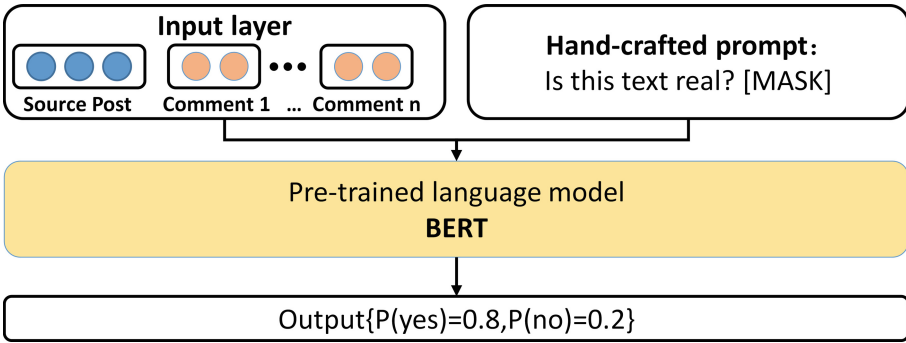 Input layer
Source Post
Comment 1 ... Comment n
Hand-crafted prompt：
Is this text real? [MASK]
Pre-trained language model
BERT
Output{P(yes)=0.8,P(no)=0.2}